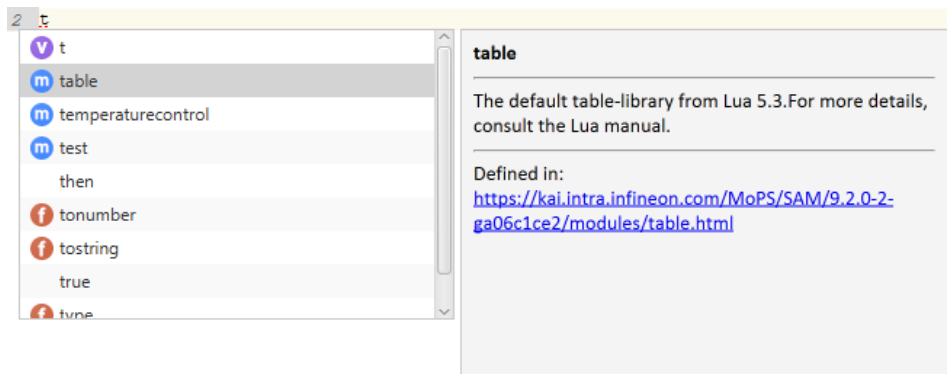 2 t
V t
m table
m temperaturecontrol
m test
then
f tonumber
f tostring
true
f type
table
The default table-library from Lua 5.3.For more details,
consult the Lua manual.
Defined in:
https://kai.intra.infineon.com/MoPS/SAM/9.2.0-2-
ga06c1ce2/modules/table.html